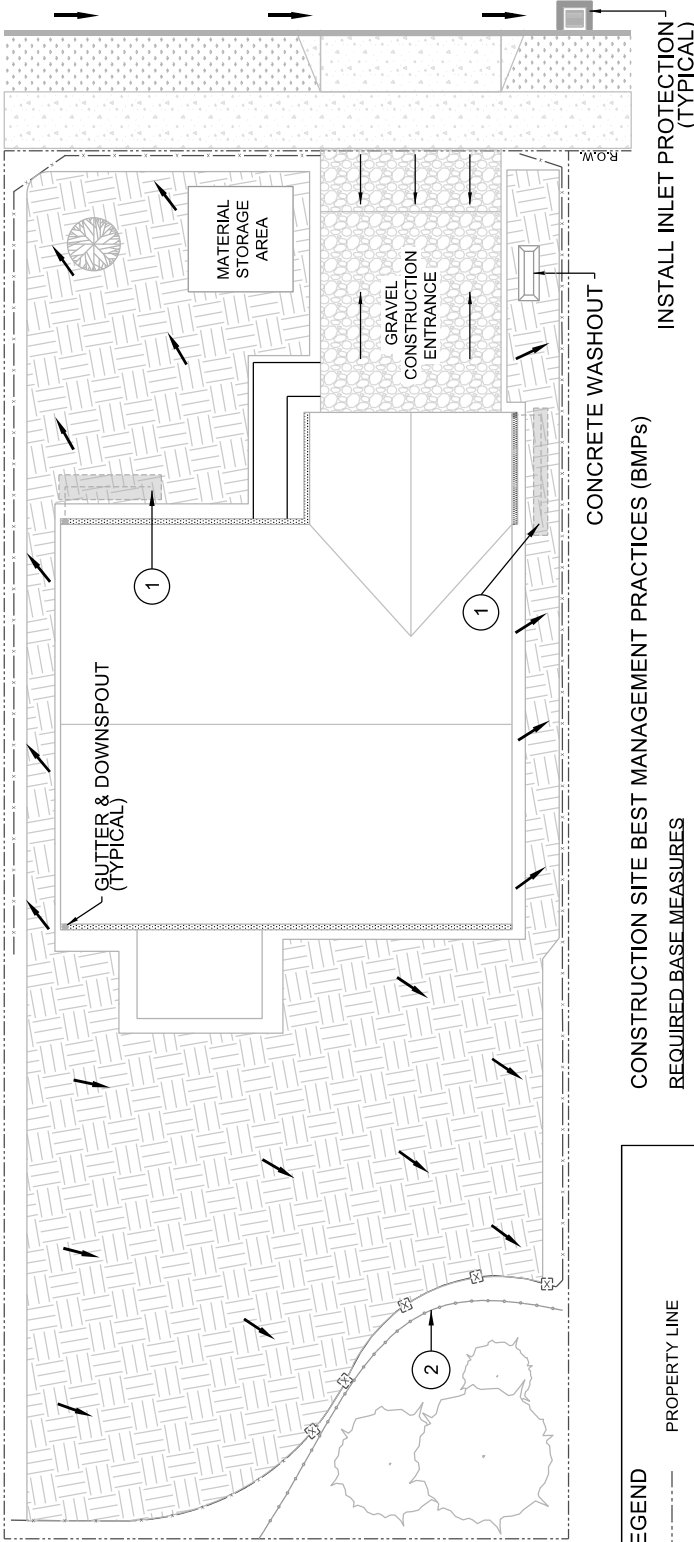 INSTALL INLET PROTECTION
(TYPICAL)
R.O.W.
MATERIAL
STORAGE
AREA
GRAVEL
CONSTRUCTION
ENTRANCE
CONCRETE WASHOUT
1
1
GUTTER & DOWNSPOUT
(TYPICAL)
2
CONSTRUCTION SITE BEST MANAGEMENT PRACTICES (BMPs)
REQUIRED BASE MEASURES
EGEND
PROPERTY LINE